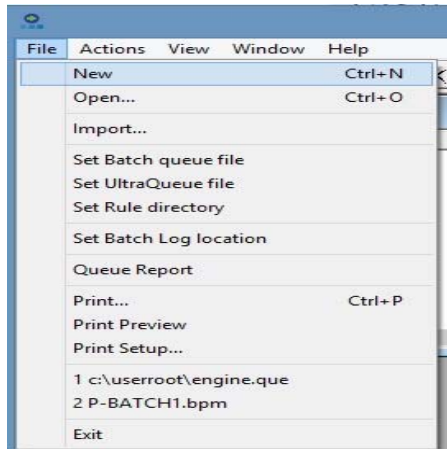 File Actions View Window Help
New Ctrl+N
Open... Ctrl+O
Import...
Set Batch queue file
Set UltraQueue file
Set Rule directory
Set Batch Log location
Queue Report
Print... Ctrl+P
Print Preview
Print Setup...
1 c:\userroot\engine.que
2 P-BATCH1.bpm
Exit